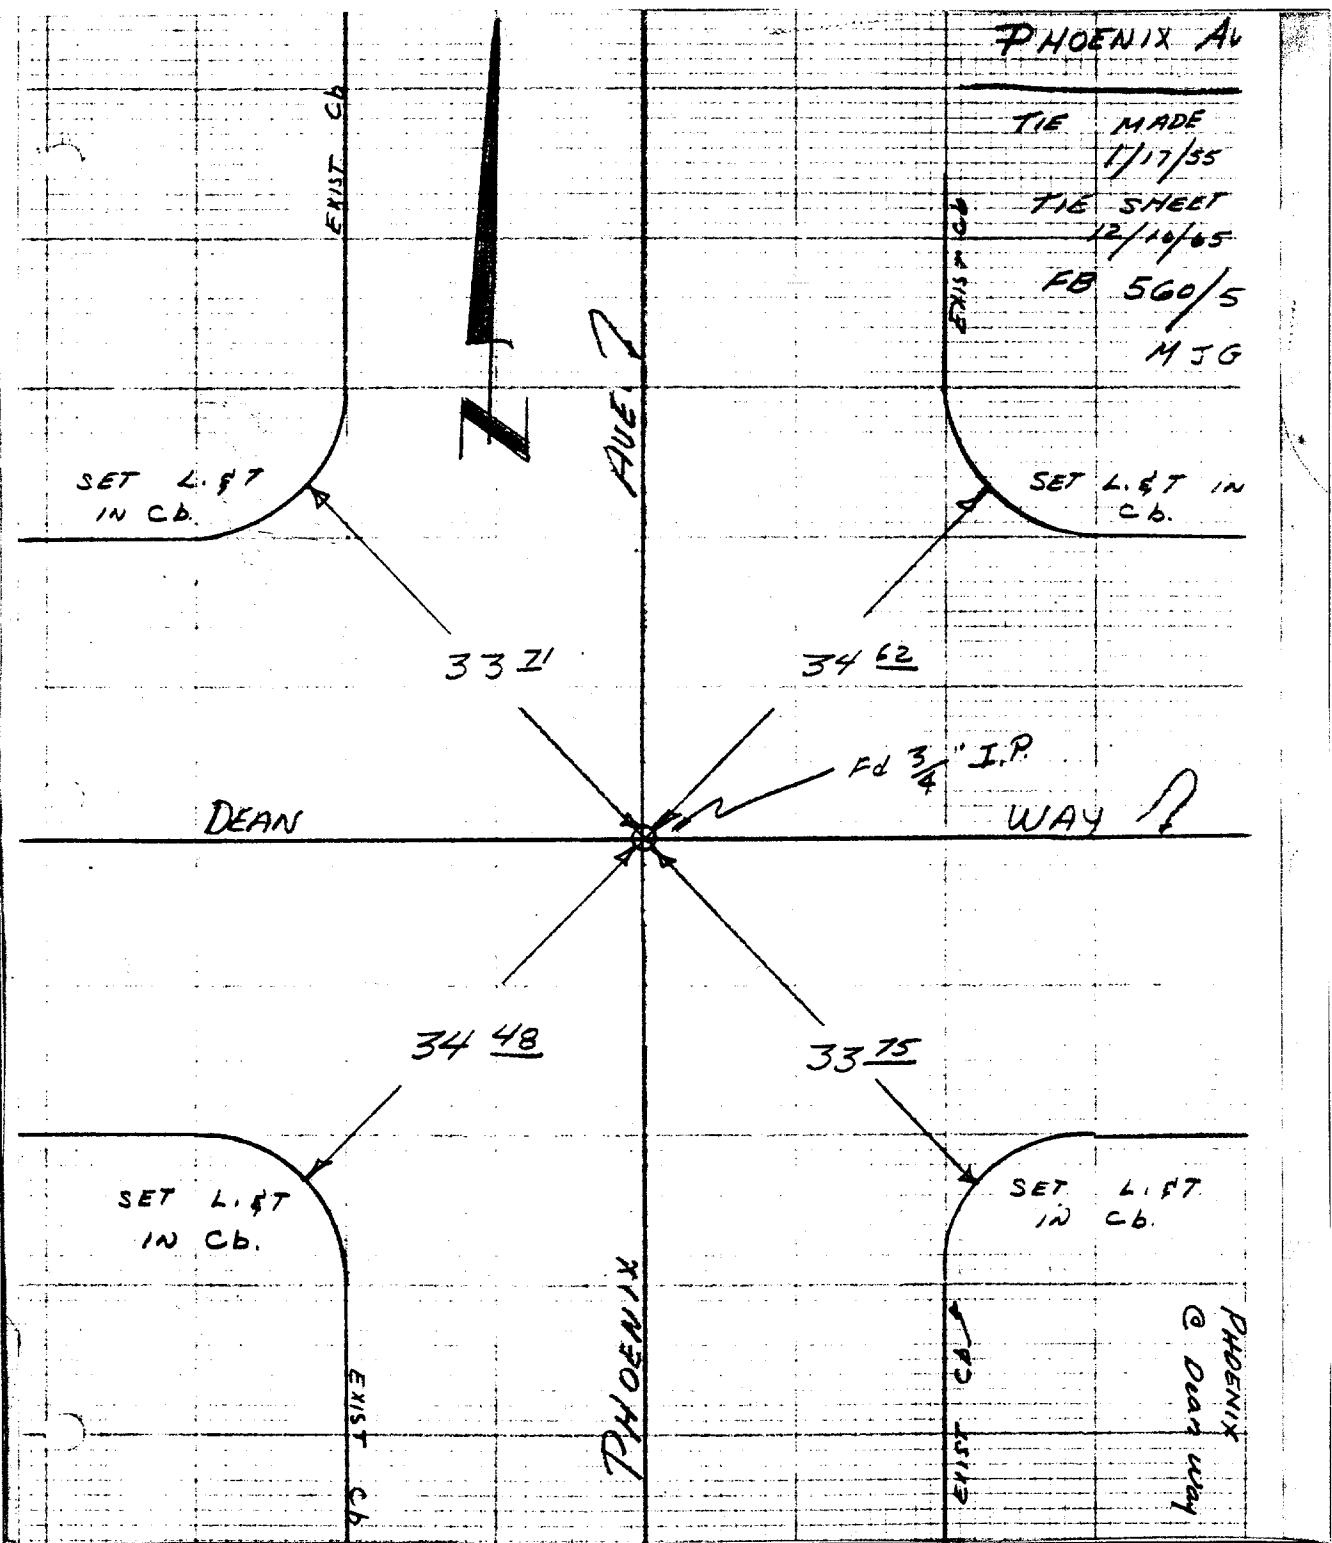 PHOENIX Av
TIE MADE
1/17/55
TIE SHEET
12/10/65
FB 560/5
MJG
EXIST Cb
EXIST Cb
AVE.
SET L. & T
IN Cb.
SET L. & T IN
Cb.
33 71
34 62
Fd 3/4" I.P.
DEAN
WAY
34 48
33 75
SET L. & T
IN Cb.
SET L. & T
IN Cb.
PHOENIX
EXIST Cb
EXIST Cb
PHOENIX
@ Dean Way
N